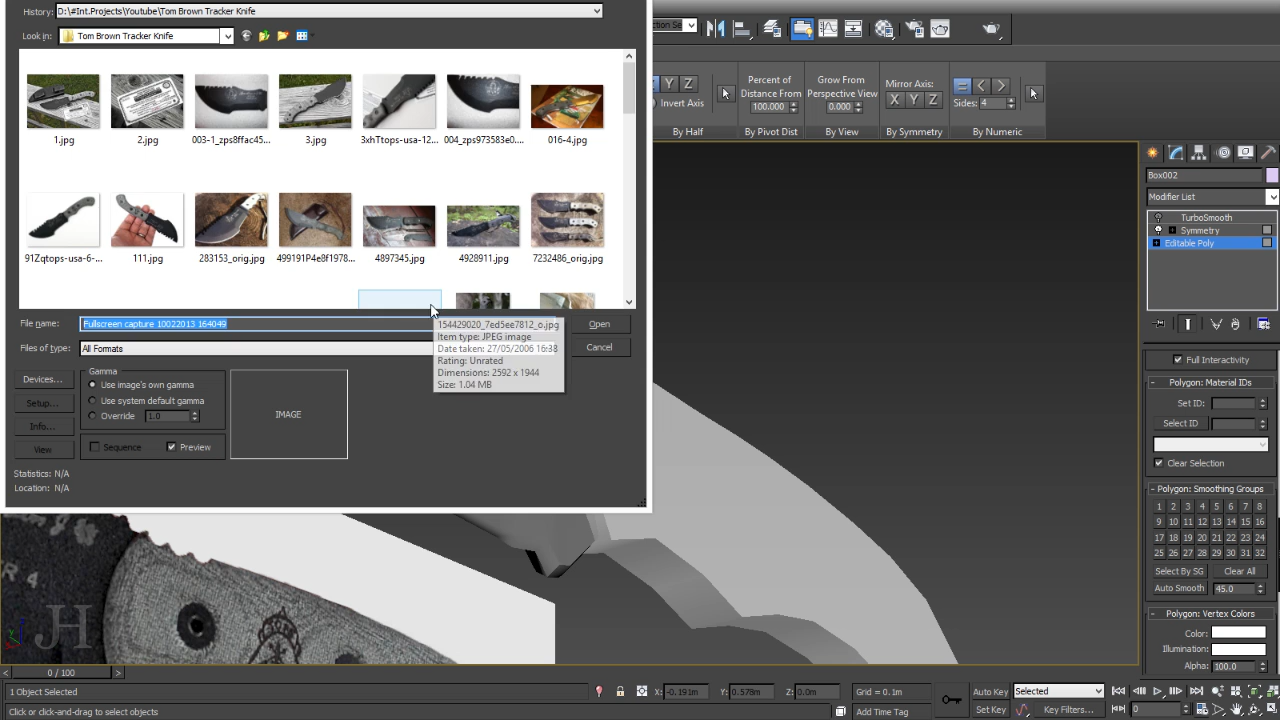 History:
D:\#Int.Projects\Youtube\Tom Brown Tracker Knife
Look in:
Tom Brown Tracker Knife
1.jpg
2.jpg
003-1_zps8ffac45...
3.jpg
3xhTtops-usa-12...
004_zps973583e0....
016-4.jpg
91Zqtops-usa-6-...
111.jpg
283153_orig.jpg
499191P4e8f1978...
4897345.jpg
4928911.jpg
7232486_orig.jpg
File name:
Fullscreen capture 10022013 164049
Open
Files of type:
All Formats
Cancel
154429020_7ed5ee7812_o.jpg
Item type: JPEG image
Date taken: 27/05/2006 16:38
Rating: Unrated
Dimensions: 2592 x 1944
Size: 1.04 MB
Devices...
Setup...
Info...
View
Gamma
Use image's own gamma
Use system default gamma
Override
1.0
Sequence
Preview
IMAGE
Statistics: N/A
Location: N/A
Y Z
Invert Axis
By Half
Percent of
Distance From
100.000
By Pivot Dist
Grow From
Perspective View
0.000
By View
Mirror Axis:
X Y Z
By Symmetry
= < >
Sides: 4
By Numeric
Box002
Modifier List
TurboSmooth
Symmetry
Editable Poly
Full Interactivity
- Polygon: Material IDs
Set ID:
Select ID
Clear Selection
- Polygon: Smoothing Groups
1 2 3 4 5 6 7 8
9 10 11 12 13 14 15 16
17 18 19 20 21 22 23 24
25 26 27 28 29 30 31 32
Select By SG
Clear All
Auto Smooth
45.0
- Polygon: Vertex Colors
Color:
Illumination:
Alpha: 100.0
R 4
JH
< 0 / 100 >
1 Object Selected
X: -0.191m
Y: 0.578m
Z: 0.0m
Grid = 0.1m
Auto Key
Selected
Click or click-and-drag to select objects
Add Time Tag
Set Key
Key Filters...
0